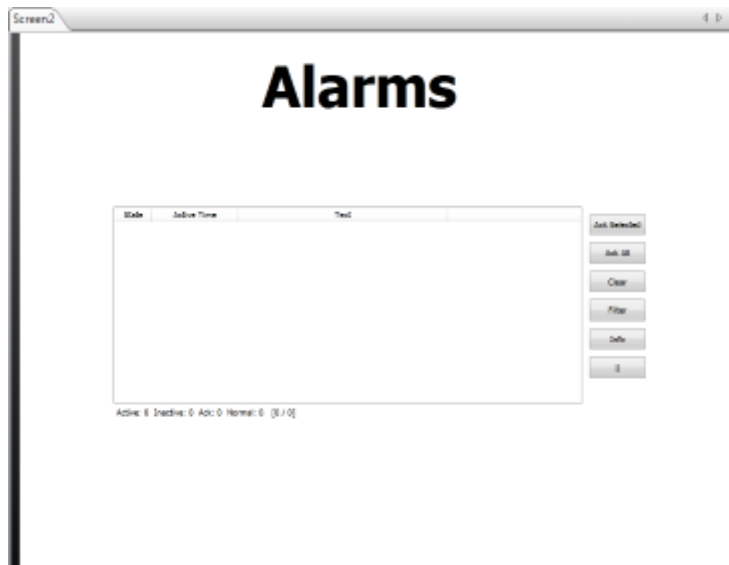 Screen2
Alarms
State Active Time Text
Ack Selected
Ack All
Clear
Filter
Info
Active: 0 Inactive: 0 Ack: 0 Normal: 0 [0 / 0]